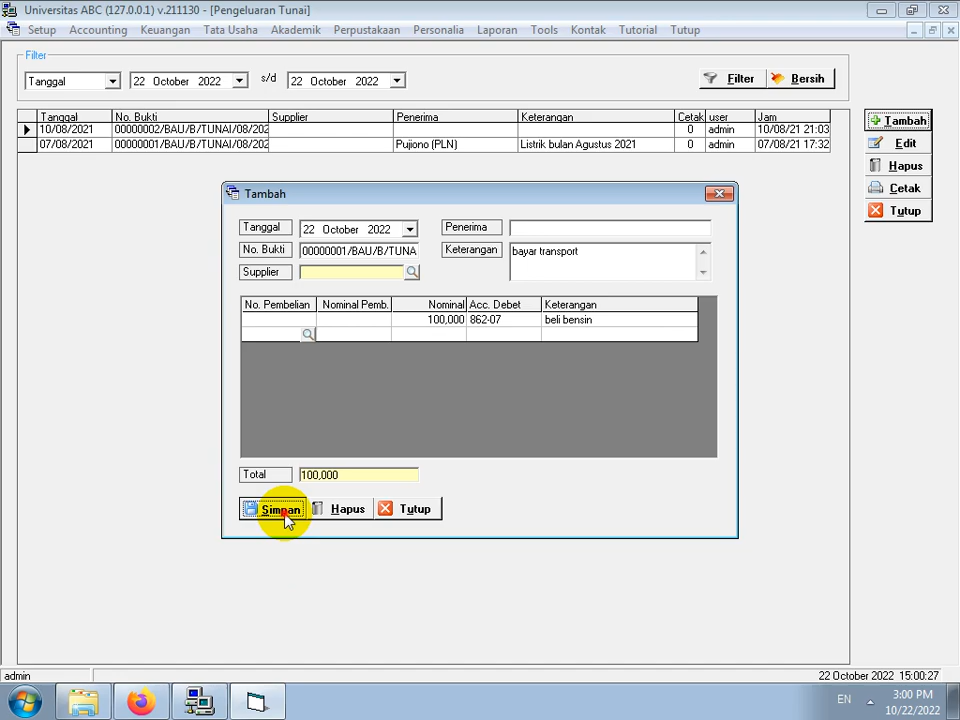 Universitas ABC (127.0.0.1) v.211130 - [Pengeluaran Tunai]
Setup Accounting Keuangan Tata Usaha Akademik Perpustakaan Personalia Laporan Tools Kontak Tutorial Tutup
Filter
Tanggal 22 October 2022 s/d 22 October 2022 Filter Bersih
Tanggal No. Bukti Supplier Penerima Keterangan Cetak user Jam
10/08/2021 00000002/BAU/B/TUNAI/08/202 0 admin 10/08/21 21:03
07/08/2021 00000001/BAU/B/TUNAI/08/202 Pujiono (PLN) Listrik bulan Agustus 2021 0 admin 07/08/21 17:32
Tambah
Edit
Hapus
Cetak
Tutup
Tambah
Tanggal 22 October 2022 Penerima
No. Bukti 00000001/BAU/B/TUNA Keterangan bayar transport
Supplier
No. Pembelian Nominal Pemb. Nominal Acc. Debet Keterangan
100,000 862-07 beli bensin
Total 100,000
Simpan Hapus Tutup
admin 22 October 2022 15:00:27
EN 3:00 PM
10/22/2022